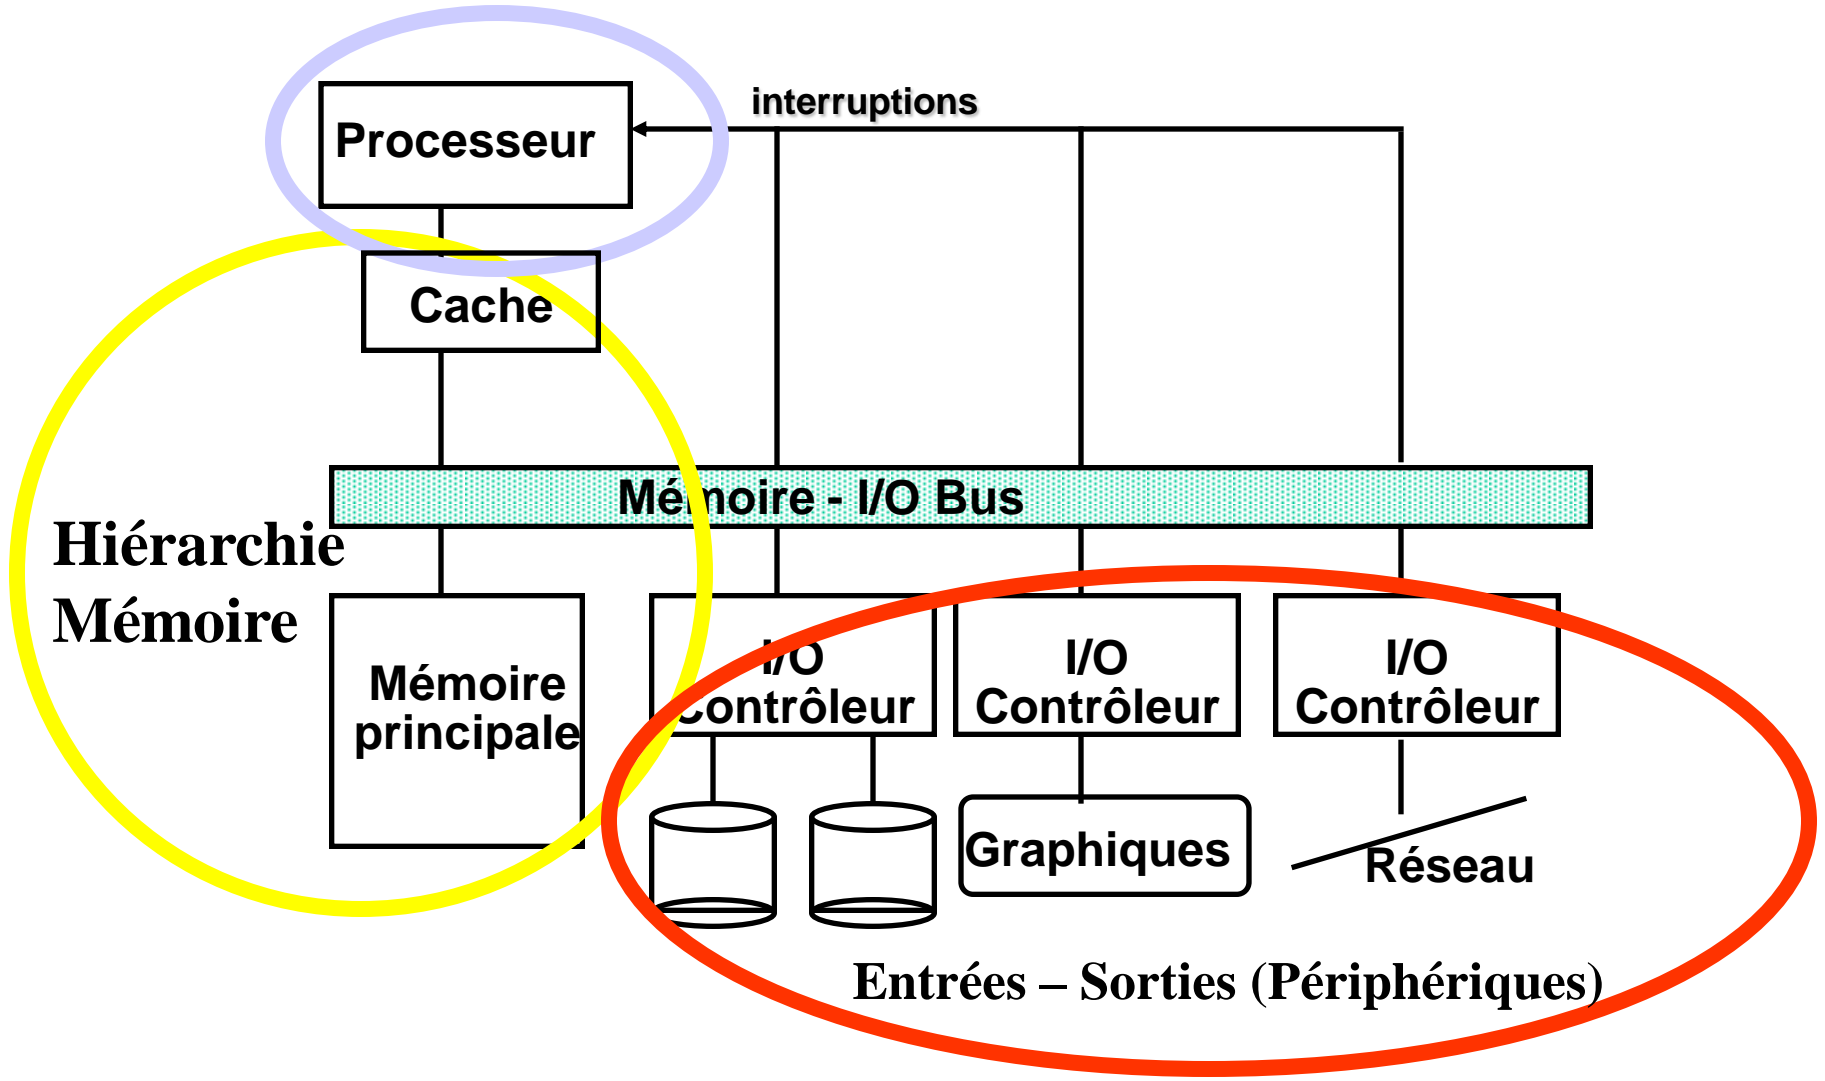 interruptions
Processeur
Cache
Mémoire - I/O Bus
Hiérarchie
Mémoire
Mémoire
principale
I/O
Contrôleur
I/O
Contrôleur
I/O
Contrôleur
Graphiques
Réseau
Entrées – Sorties (Périphériques)